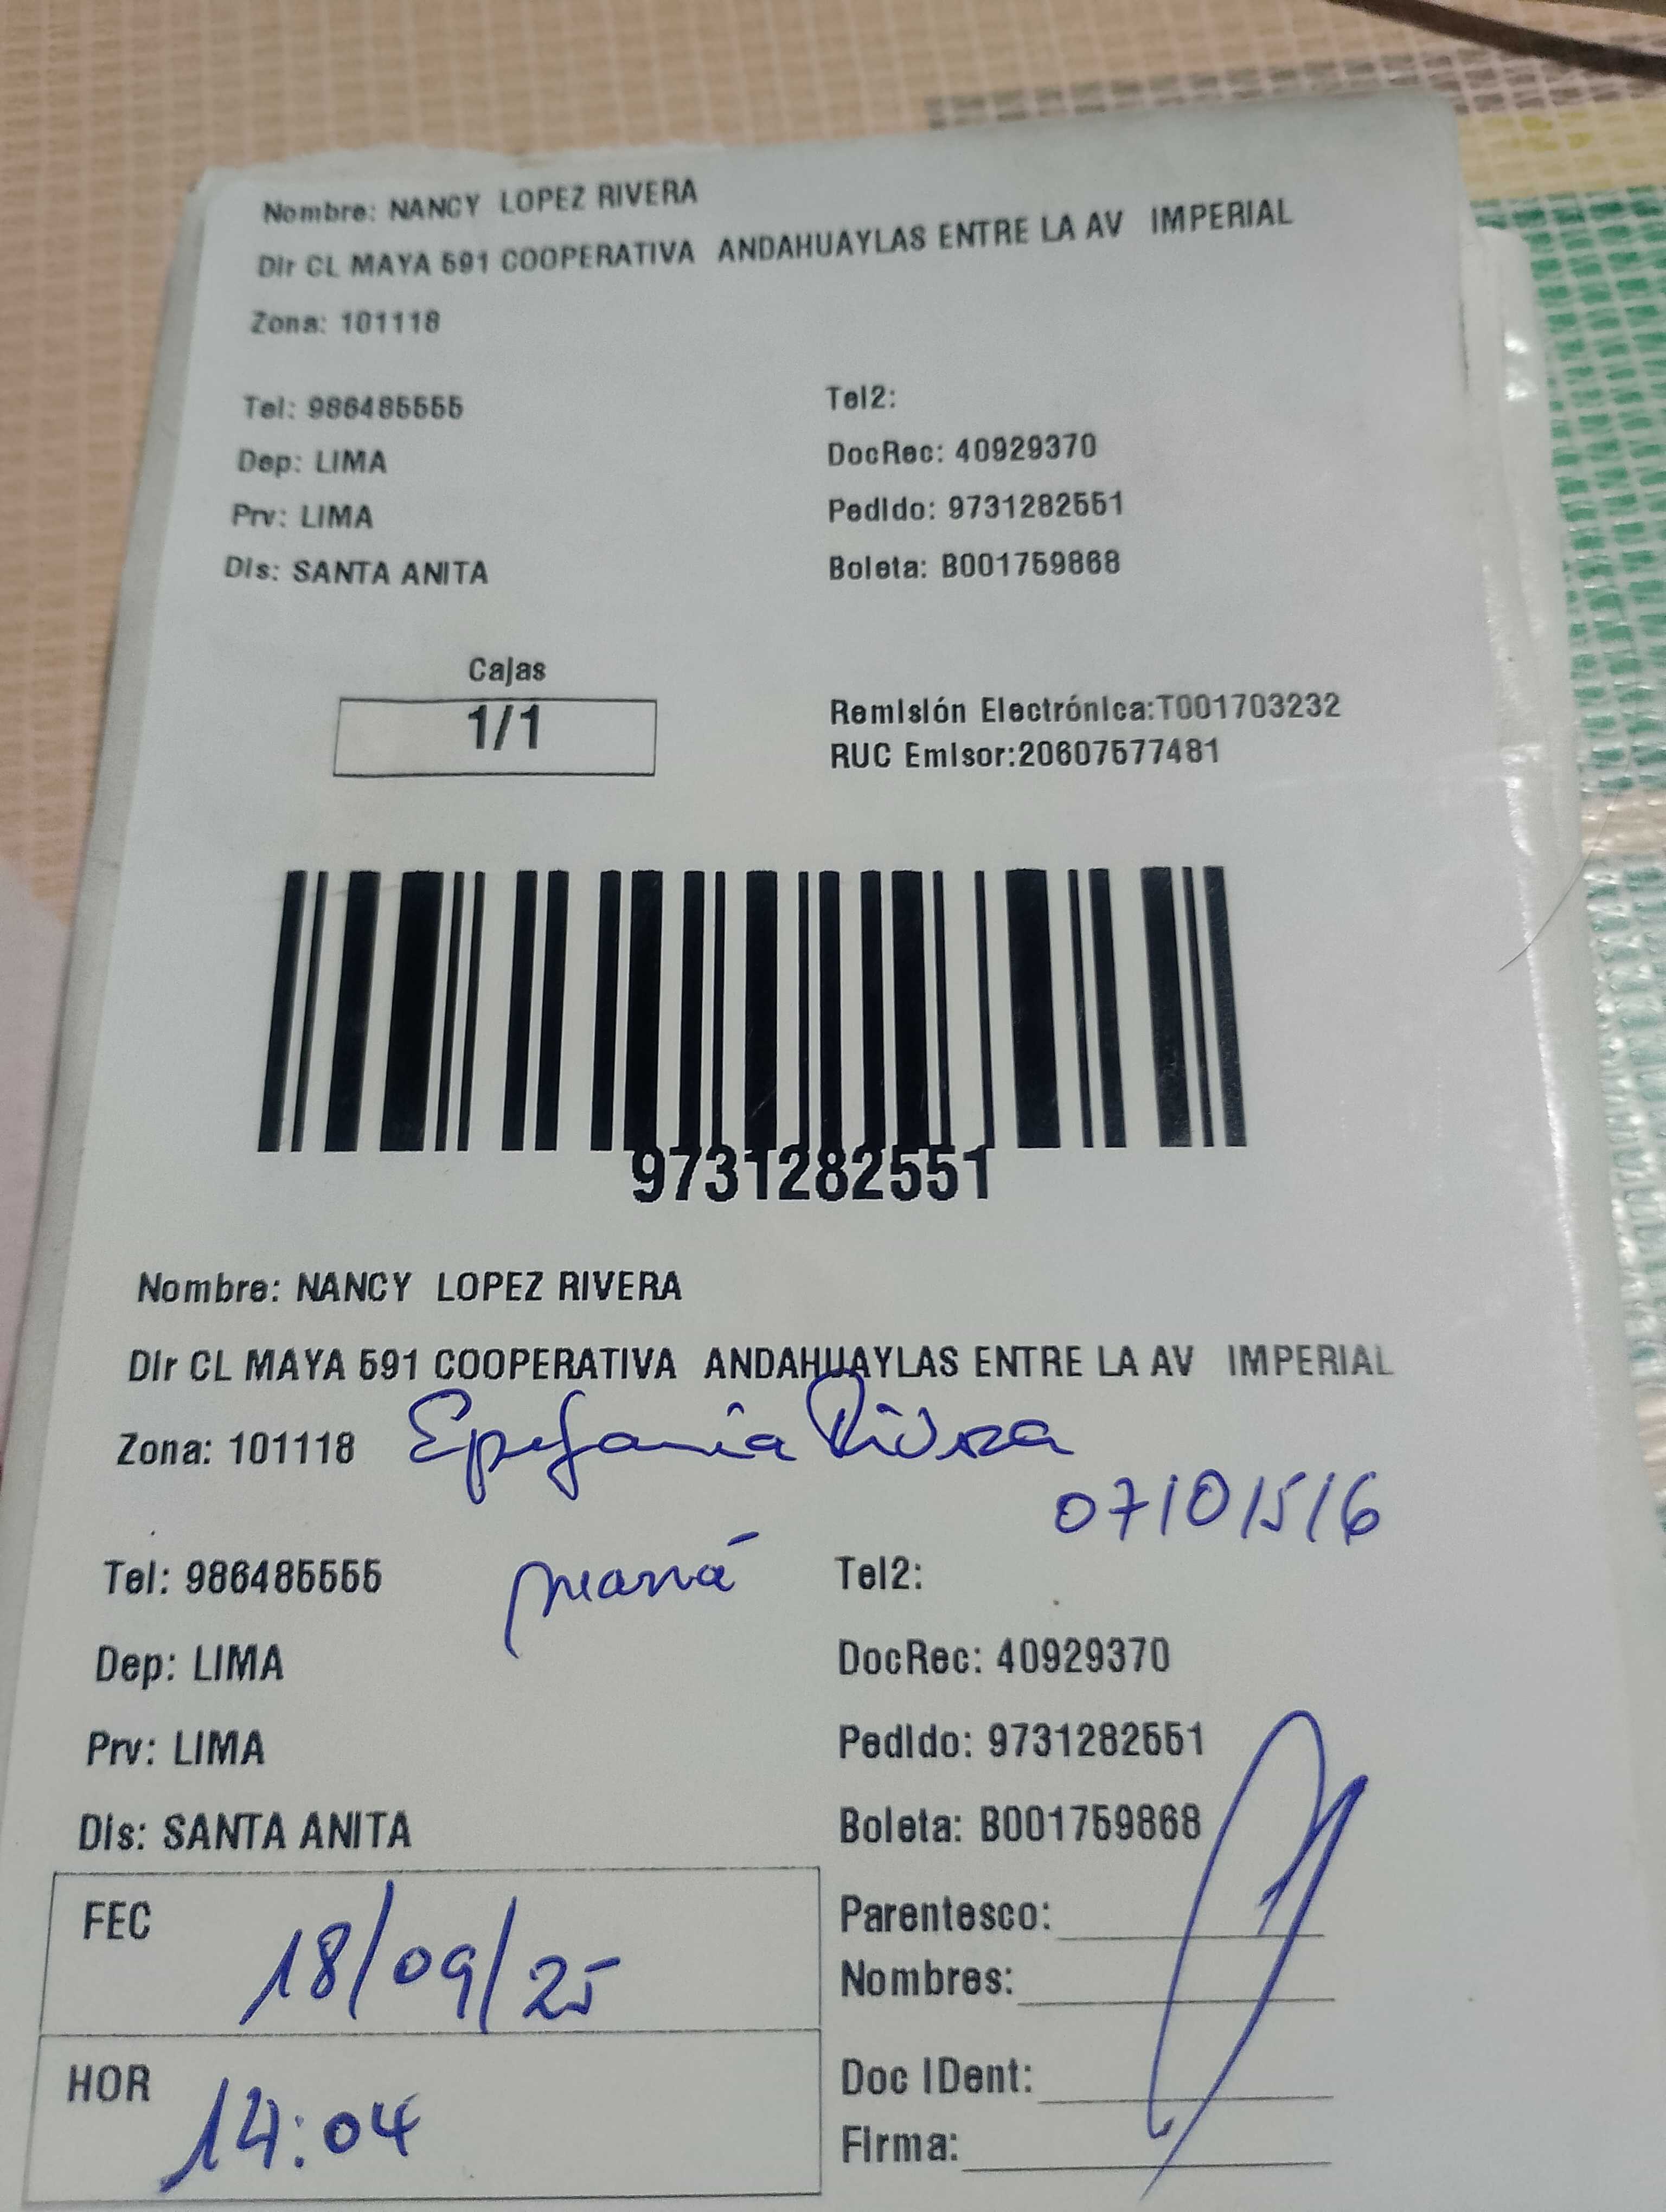 Nombre: NANCY LOPEZ RIVERA
Dir CL MAYA 591 COOPERATIVA ANDAHUAYLAS ENTRE LA AV IMPERIAL
Zona: 101118
Tel: 986485555 Tel2:
Dep: LIMA DocRec: 40929370
Prv: LIMA Pedido: 9731282551
Dis: SANTA ANITA Boleta: B001759868
Cajas
1/1
Remisión Electrónica:T001703232
RUC Emisor:20607577481
9731282551
Nombre: NANCY LOPEZ RIVERA
Dir CL MAYA 591 COOPERATIVA ANDAHUAYLAS ENTRE LA AV IMPERIAL
Zona: 101118 Epefania Rivera
07101516
Tel: 986485555 mamá Tel2:
Dep: LIMA DocRec: 40929370
Prv: LIMA Pedido: 9731282551
Dis: SANTA ANITA Boleta: B001759868
FEC 18/09/25 Parentesco:
Nombres:
HOR 14:04 Doc IDent:
Firma: